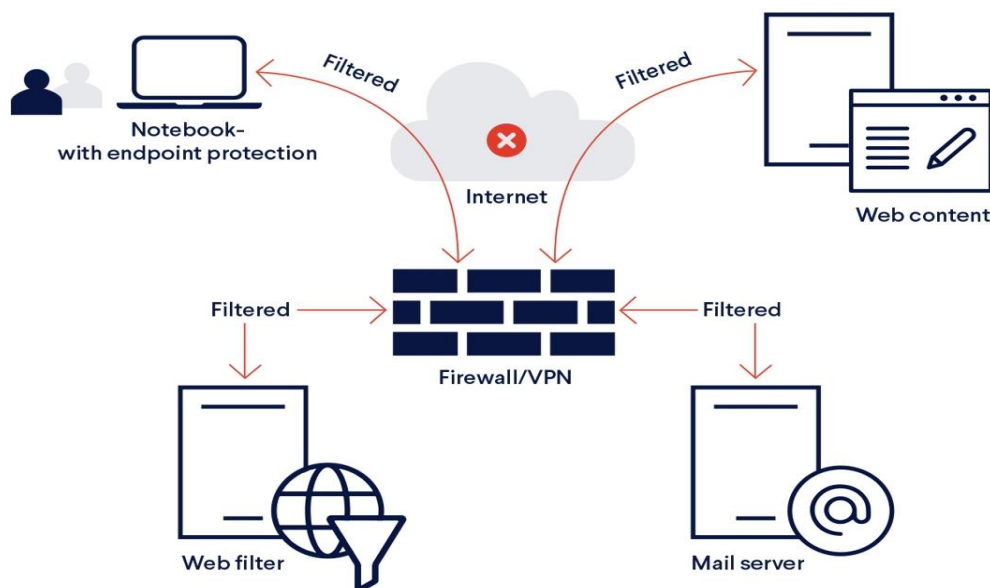 Filtered
Filtered
Notebook-
with endpoint protection
Internet
Web content
Filtered
Filtered
Firewall/VPN
Web filter
Mail server